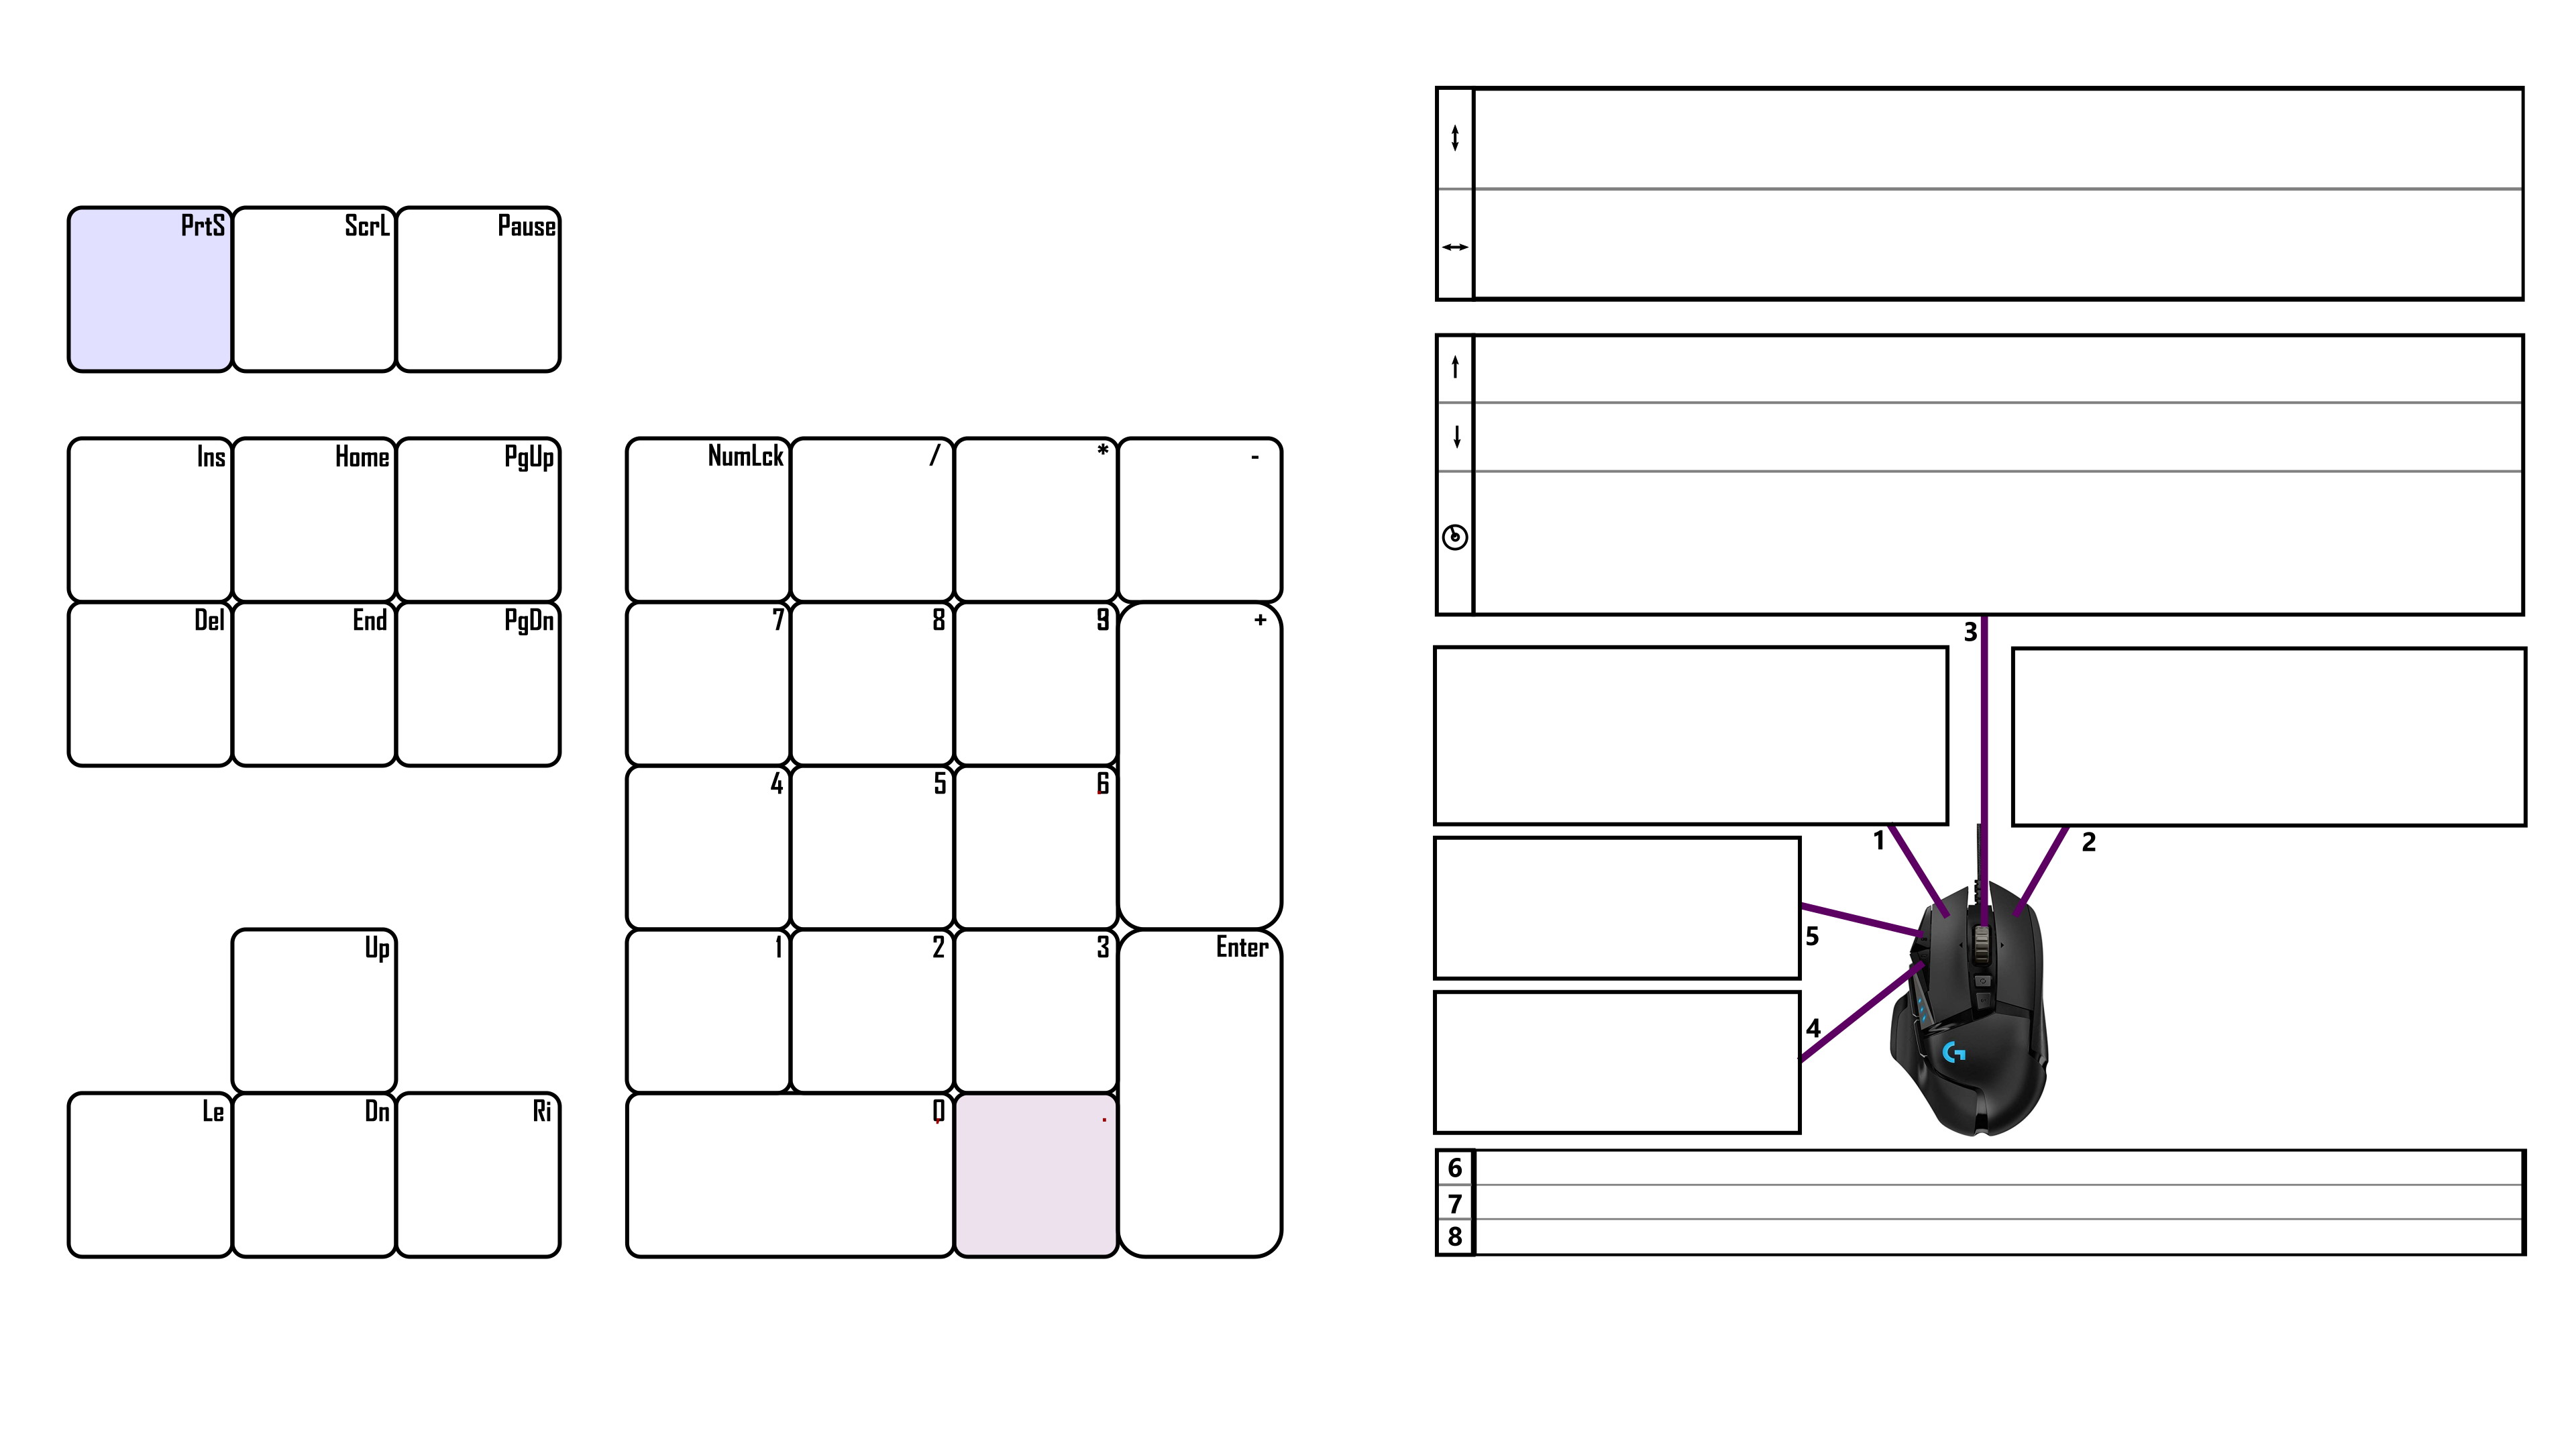 PrtS ScrL Pause
Ins Home PgUp
Del End PgDn
Up
Le Dn Ri
NumLck / * -
7 8 9 +
4 5 6
1 2 3 Enter
0 .
3
1 2
5
4
G
6
7
8